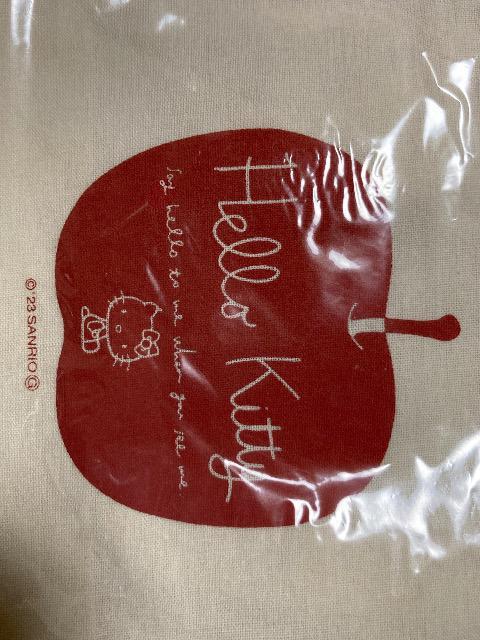 Hello Kitty
Say hello to me when you see me.
© '23 SANRIO Ⓖ